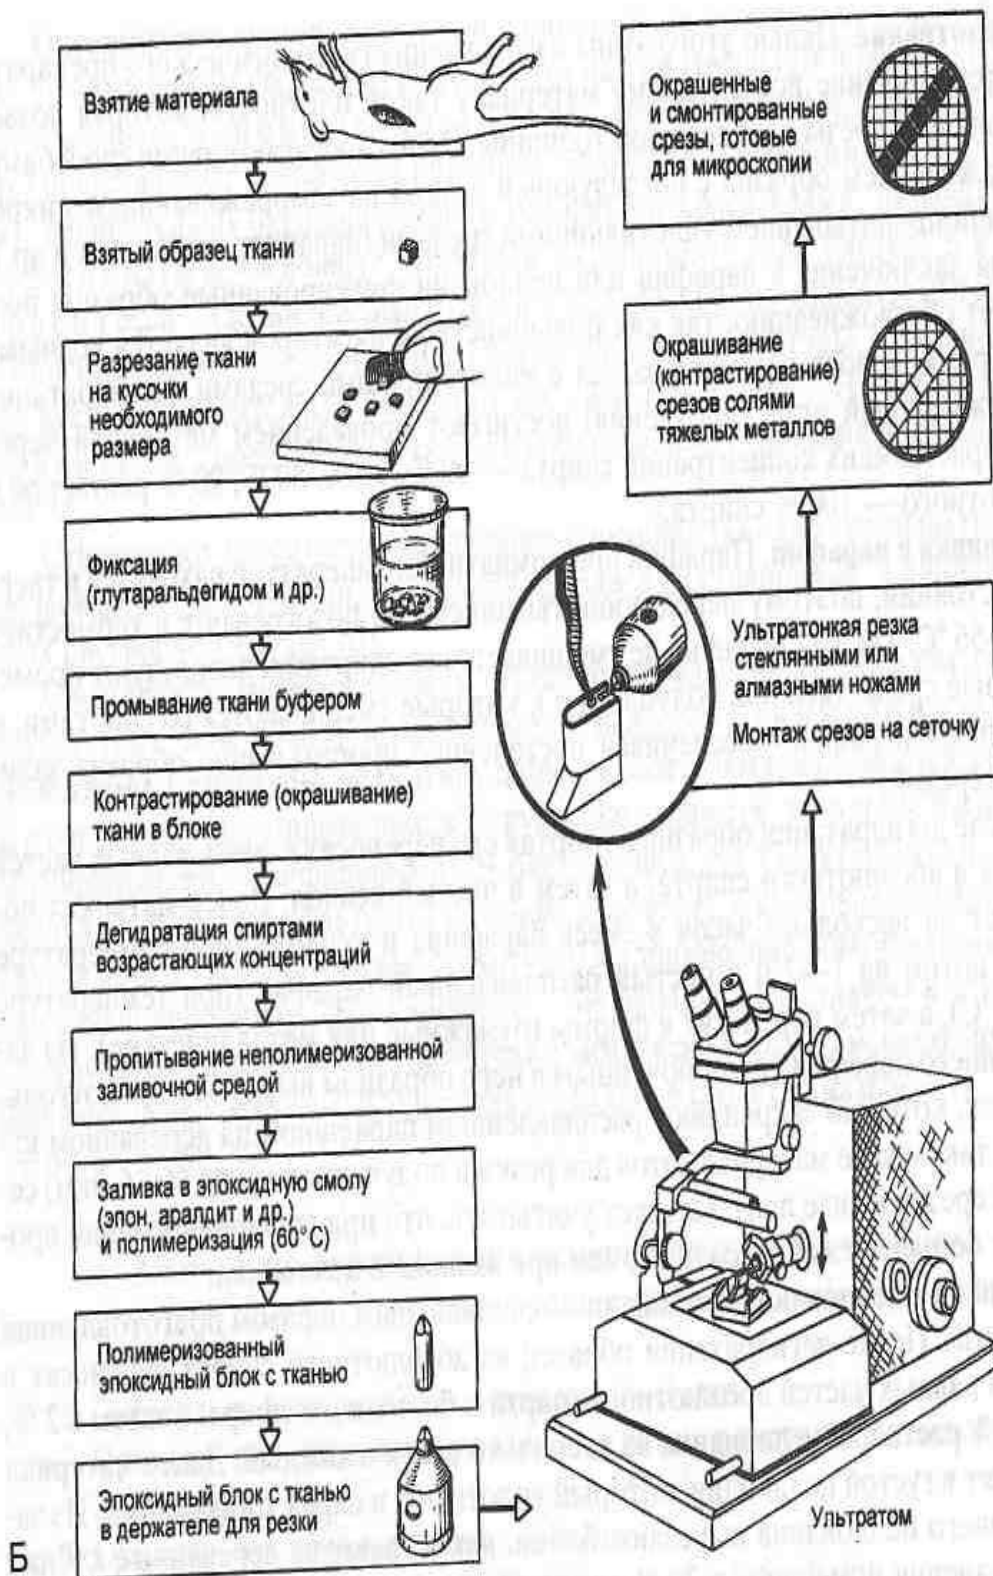 Взятие материала
Взятый образец ткани
Разрезание ткани
на кусочки
необходимого
размера
Фиксация
(глутаральдегидом и др.)
Промывание ткани буфером
Контрастирование (окрашивание)
ткани в блоке
Дегидратация спиртами
возрастающих концентраций
Пропитывание неполимеризованной
заливочной средой
Заливка в эпоксидную смолу
(эпон, аралдит и др.)
и полимеризация (60°С)
Полимеризованный
эпоксидный блок с тканью
Эпоксидный блок с тканью
в держателе для резки
Б
Ультратом
Ультратонкая резка
стеклянными или
алмазными ножами
Монтаж срезов на сеточку
Окрашивание
(контрастирование)
срезов солями
тяжелых металлов
Окрашенные
и смонтированные
срезы, готовые
для микроскопии